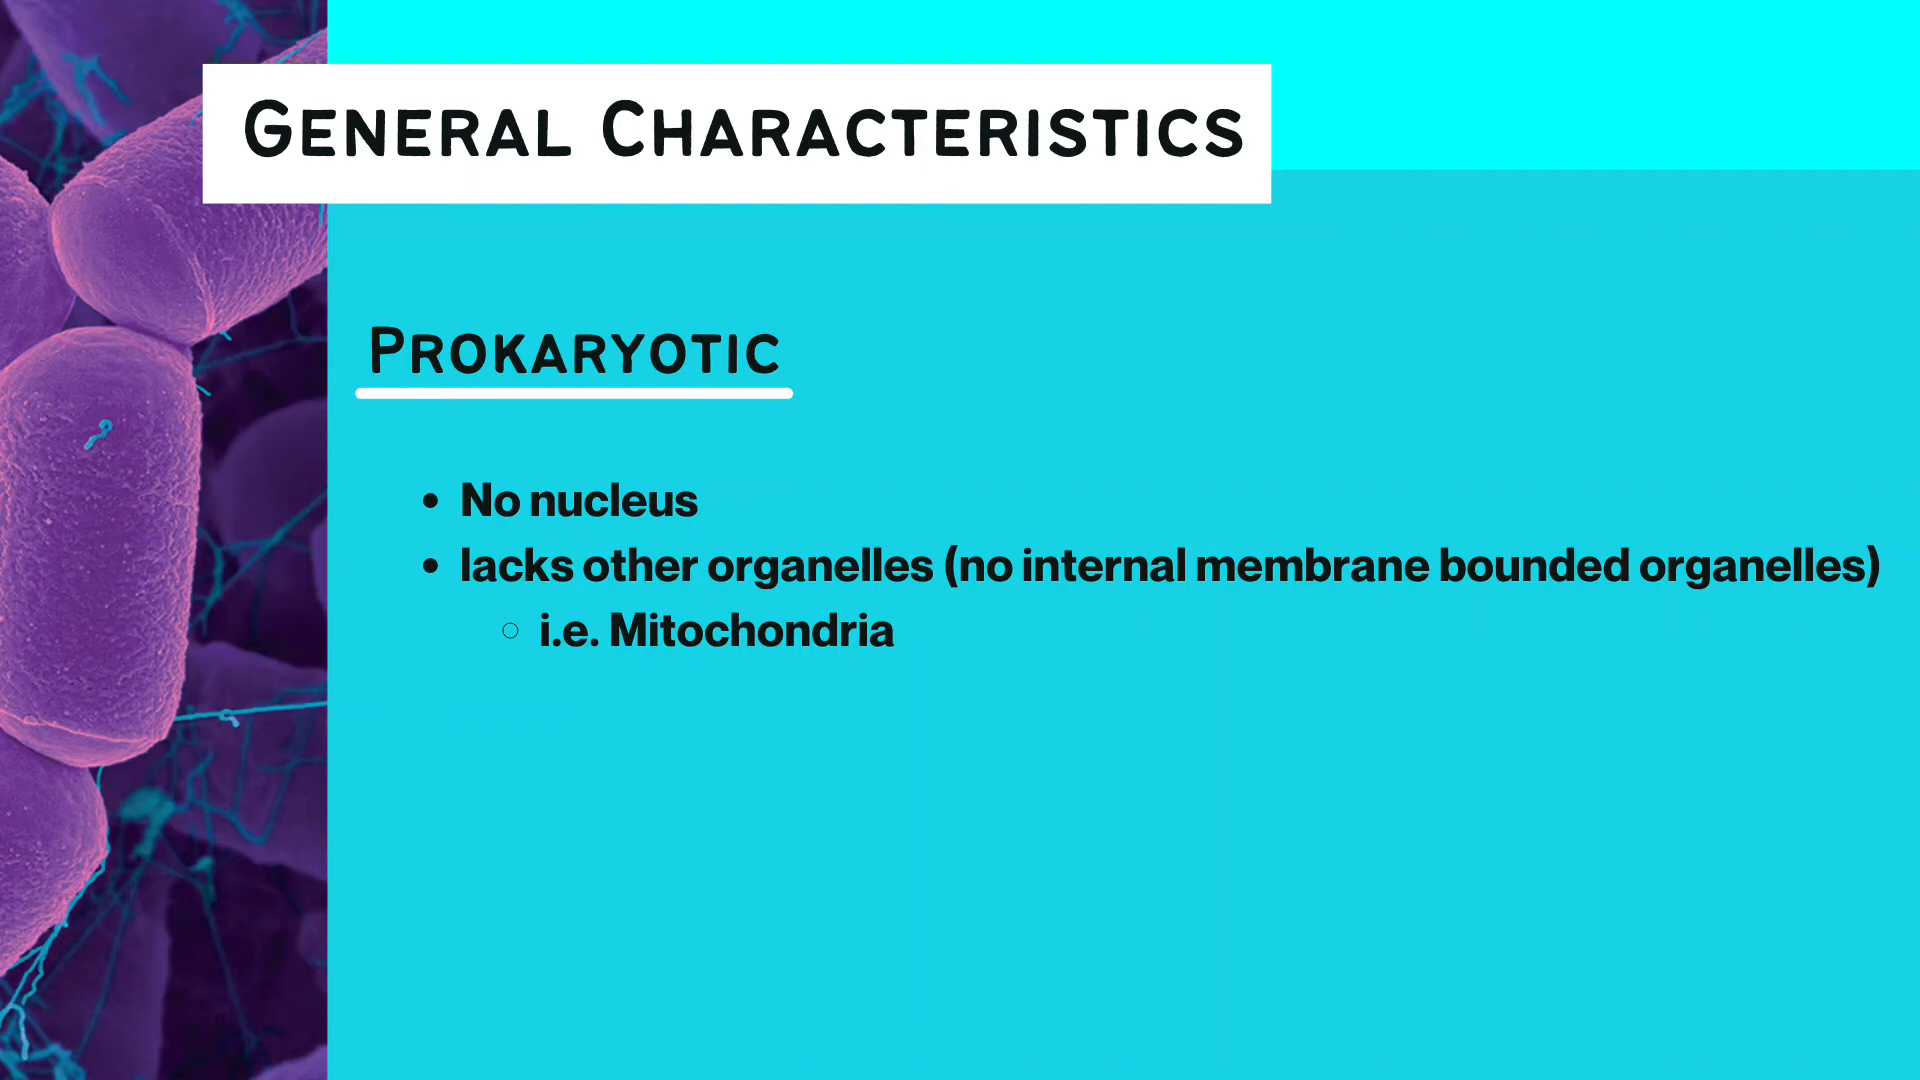 General Characteristics
Prokaryotic
• No nucleus
• lacks other organelles (no internal membrane bounded organelles)
○ i.e. Mitochondria